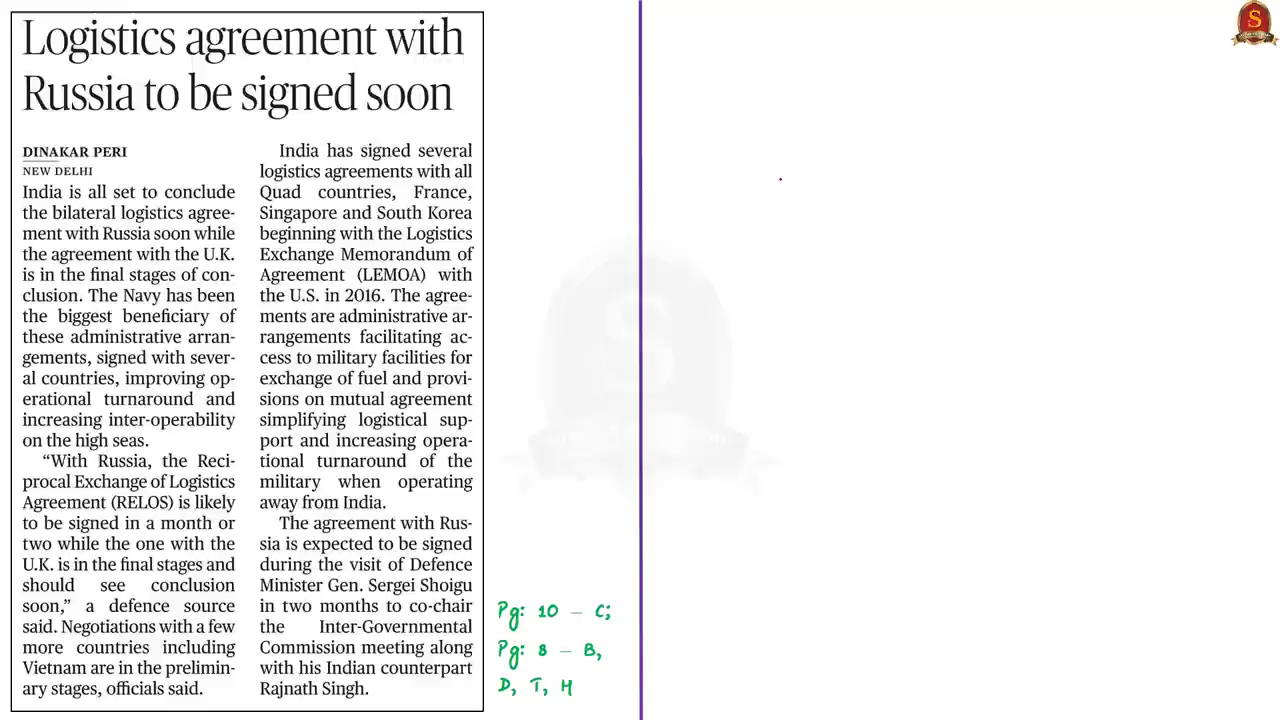 Logistics agreement with
Russia to be signed soon
DINAKAR PERI
NEW DELHI
India is all set to conclude
the bilateral logistics agree-
ment with Russia soon while
the agreement with the U.K.
is in the final stages of con-
clusion. The Navy has been
the biggest beneficiary of
these administrative arran-
gements, signed with sever-
al countries, improving op-
erational turnaround and
increasing inter-operability
on the high seas.
“With Russia, the Reci-
procal Exchange of Logistics
Agreement (RELOS) is likely
to be signed in a month or
two while the one with the
U.K. is in the final stages and
should see conclusion
soon,” a defence source
said. Negotiations with a few
more countries including
Vietnam are in the prelimin-
ary stages, officials said.
India has signed several
logistics agreements with all
Quad countries, France,
Singapore and South Korea
beginning with the Logistics
Exchange Memorandum of
Agreement (LEMOA) with
the U.S. in 2016. The agree-
ments are administrative ar-
rangements facilitating ac-
cess to military facilities for
exchange of fuel and provi-
sions on mutual agreement
simplifying logistical sup-
port and increasing opera-
tional turnaround of the
military when operating
away from India.
The agreement with Rus-
sia is expected to be signed
during the visit of Defence
Minister Gen. Sergei Shoigu
in two months to co-chair
the Inter-Governmental
Commission meeting along
with his Indian counterpart
Rajnath Singh.
Pg: 10 – C;
Pg: 8 – B,
D, T, H
S